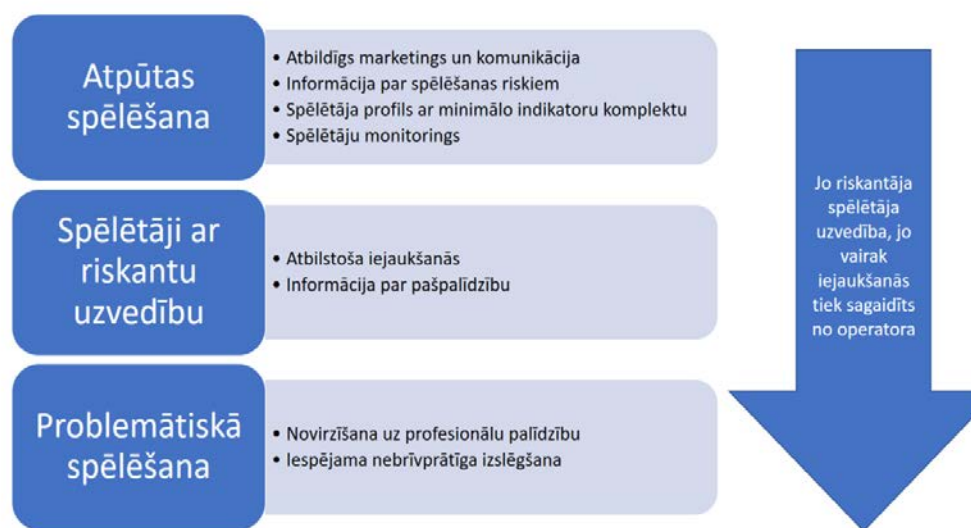 Atpūtas
spēlēšana
• Atbildīgs marketings un komunikācija
• Informācija par spēlēšanas riskiem
• Spēlētāja profils ar minimālo indikatoru komplektu
• Spēlētāju monitorings
Spēlētāji ar
riskantu
uzvedību
• Atbilstoša iejaukšanās
• Informācija par pašpalīdzību
Problemātiskā
spēlēšana
• Novirzīšana uz profesionālu palīdzību
• Iespējama nebrīvprātīga izslēgšana
Jo riskantāja
spēlētāja
uzvedība, jo
vairak
iejaukšanās
tiek sagaidīts
no operatora